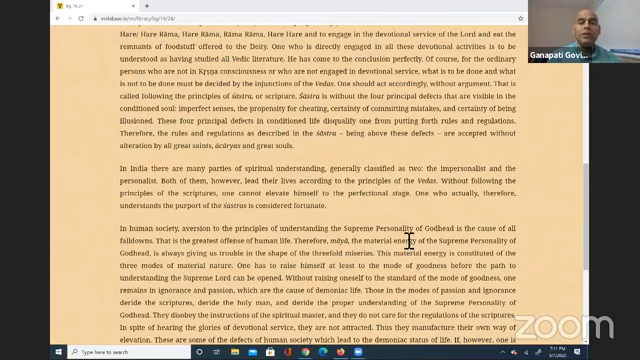 Bg. 16.24
vedabase.io/en/library/bg/16/24/
Hare/ Hare Rāma, Hare Rāma, Rāma Rāma, Hare Hare and to engage in the devotional service of the Lord and eat the
remnants of foodstuff offered to the Deity. One who is directly engaged in all these devotional activities is to be
understood as having studied all Vedic literature. He has come to the conclusion perfectly. Of course, for the ordinary
persons who are not in Kṛṣṇa consciousness or who are not engaged in devotional service, what is to be done and what
is not to be done must be decided by the injunctions of the Vedas. One should act accordingly, without argument. That is
called following the principles of śāstra, or scripture. Śāstra is without the four principal defects that are visible in the
conditioned soul: imperfect senses, the propensity for cheating, certainty of committing mistakes, and certainty of being
illusioned. These four principal defects in conditioned life disqualify one from putting forth rules and regulations.
Therefore, the rules and regulations as described in the śāstra – being above these defects – are accepted without
alteration by all great saints, ācāryas and great souls.
In India there are many parties of spiritual understanding, generally classified as two: the impersonalist and the
personalist. Both of them, however, lead their lives according to the principles of the Vedas. Without following the
principles of the scriptures, one cannot elevate himself to the perfectional stage. One who actually, therefore,
understands the purport of the śāstras is considered fortunate.
In human society, aversion to the principles of understanding the Supreme Personality of Godhead is the cause of all
falldowns. That is the greatest offense of human life. Therefore, māyā, the material energy of the Supreme Personality of
Godhead, is always giving us trouble in the shape of the threefold miseries. This material energy is constituted of the
three modes of material nature. One has to raise himself at least to the mode of goodness before the path to
understanding the Supreme Lord can be opened. Without raising oneself to the standard of the mode of goodness, one
remains in ignorance and passion, which are the cause of demoniac life. Those in the modes of passion and ignorance
deride the scriptures, deride the holy man, and deride the proper understanding of the Supreme Personality of
Godhead. They disobey the instructions of the spiritual master, and they do not care for the regulations of the scriptures.
In spite of hearing the glories of devotional service, they are not attracted. Thus they manufacture their own way of
elevation. These are some of the defects of human society which lead to the demoniac status of life. If, however, one is
Ganapati Govi...
zoom
Type here to search
7:11 PM